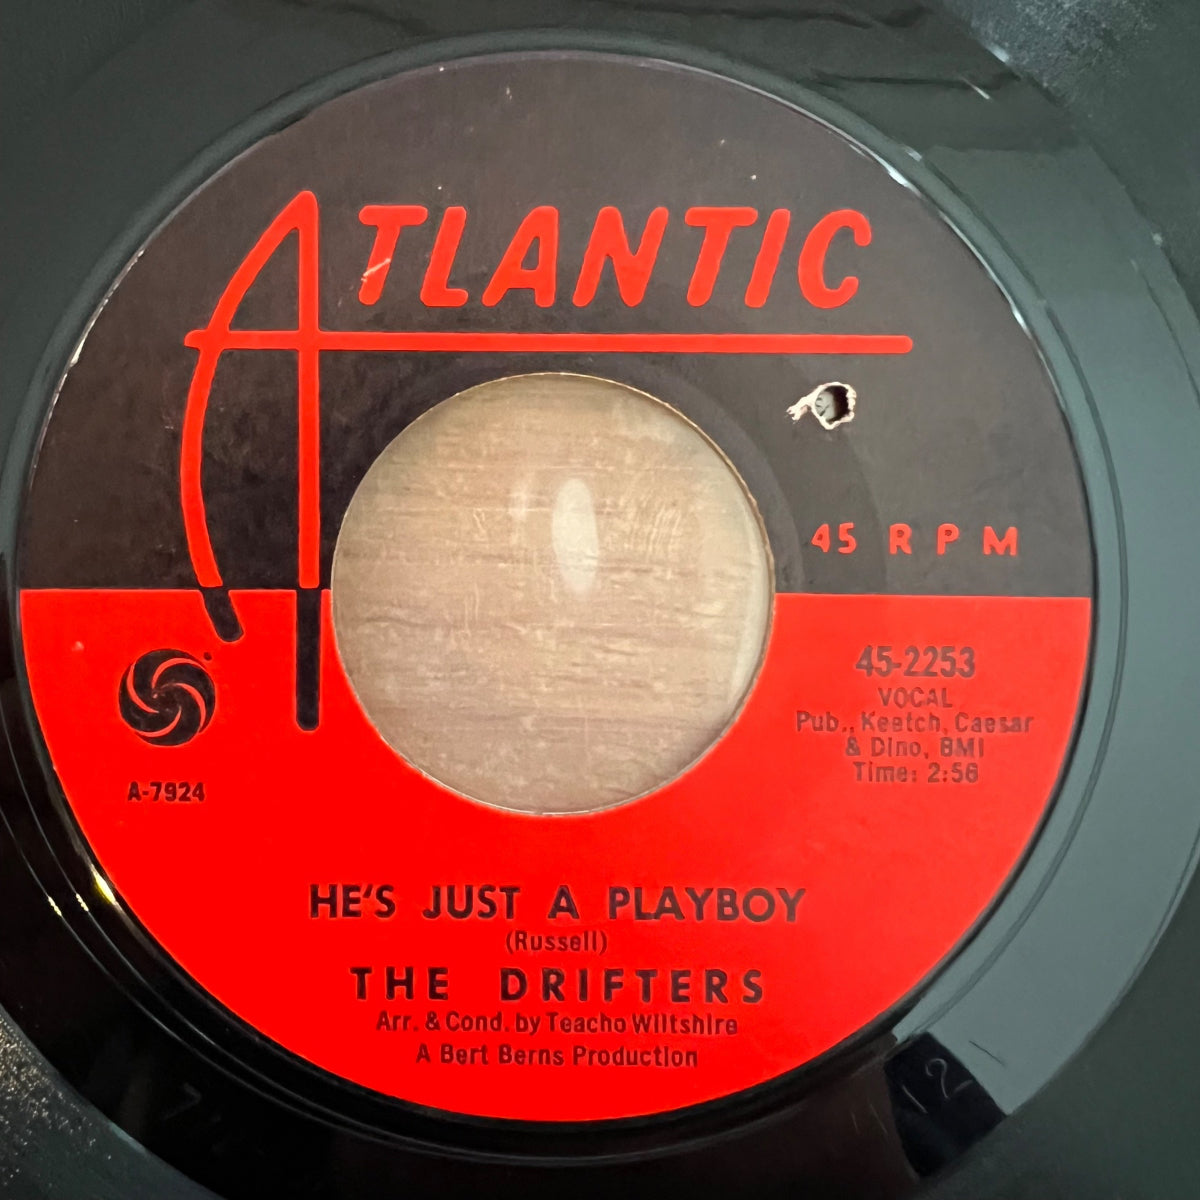 ATLANTIC
45 RPM
45-2253
VOCAL
Pub., Keetch, Caesar
& Dino, BMI
Time: 2:56
A-7924
HE'S JUST A PLAYBOY
(Russell)
THE DRIFTERS
Arr. & Cond. by Teacho Wiltshire
A Bert Berns Production
12